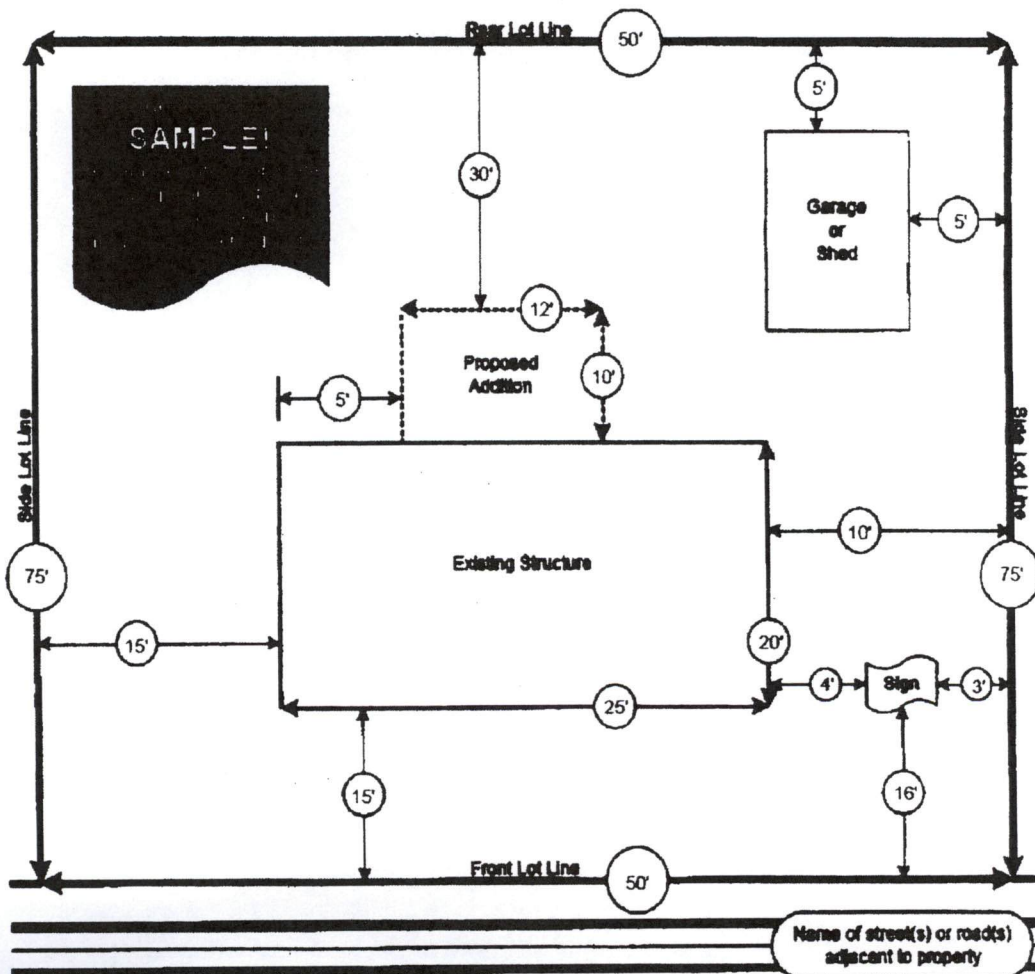 Rear Lot Line
50'
SAMPLE!
5'
30'
Garage
or
Shed
5'
12'
Proposed
Addition
10'
5'
Side Lot Line
Side Lot Line
10'
Existing Structure
75'
75'
15'
20'
4'
Sign
3'
25'
15'
16'
Front Lot Line
50'
Name of street(s) or road(s)
adjacent to property